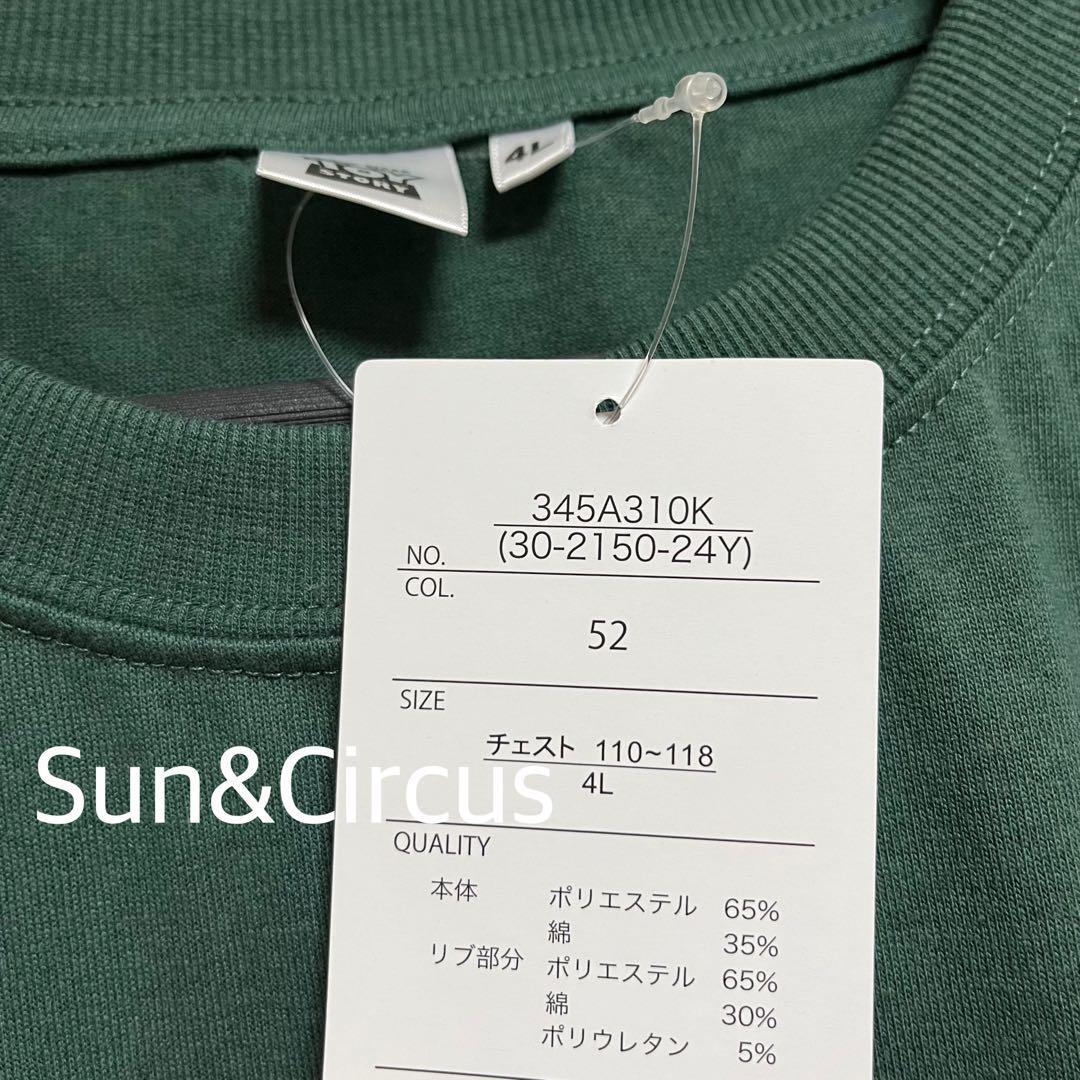 TOY
STORY
4L
345A310K
NO. (30-2150-24Y)
COL.
52
SIZE
チェスト 110~118
4L
Sun&Circus
QUALITY
本体 ポリエステル 65%
綿 35%
リブ部分 ポリエステル 65%
綿 30%
ポリウレタン 5%